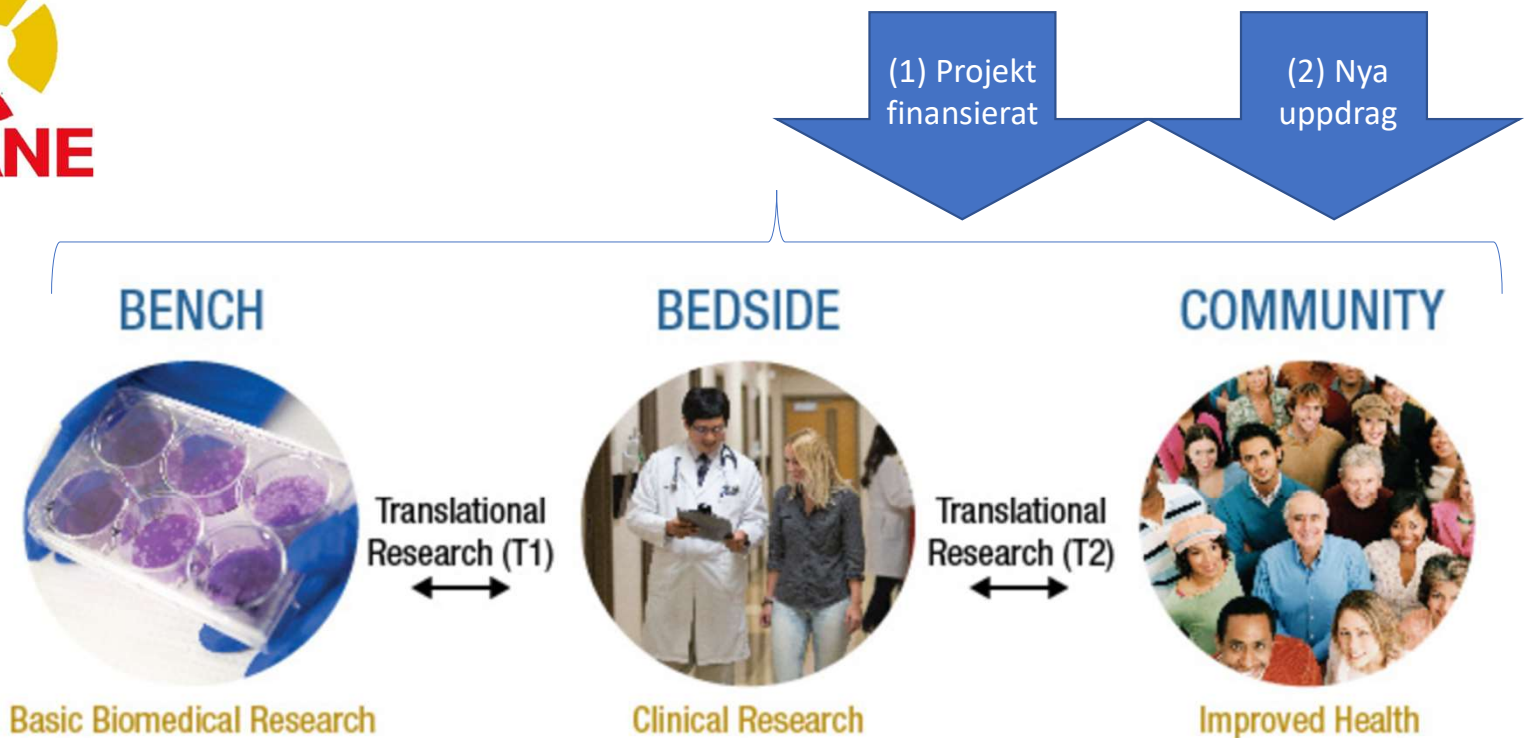 (1) Projekt
finansierat
(2) Nya
uppdrag
BENCH
BEDSIDE
COMMUNITY
Translational
Research (T1)
Translational
Research (T2)
Basic Biomedical Research
Clinical Research
Improved Health